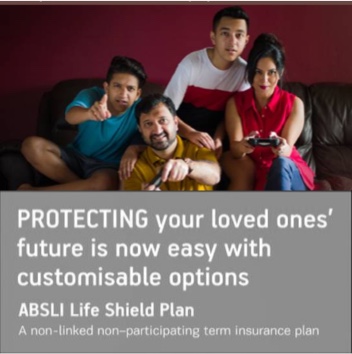 PROTECTING your loved ones'
future is now easy with
customisable options
ABSLI Life Shield Plan
A non-linked non–participating term insurance plan